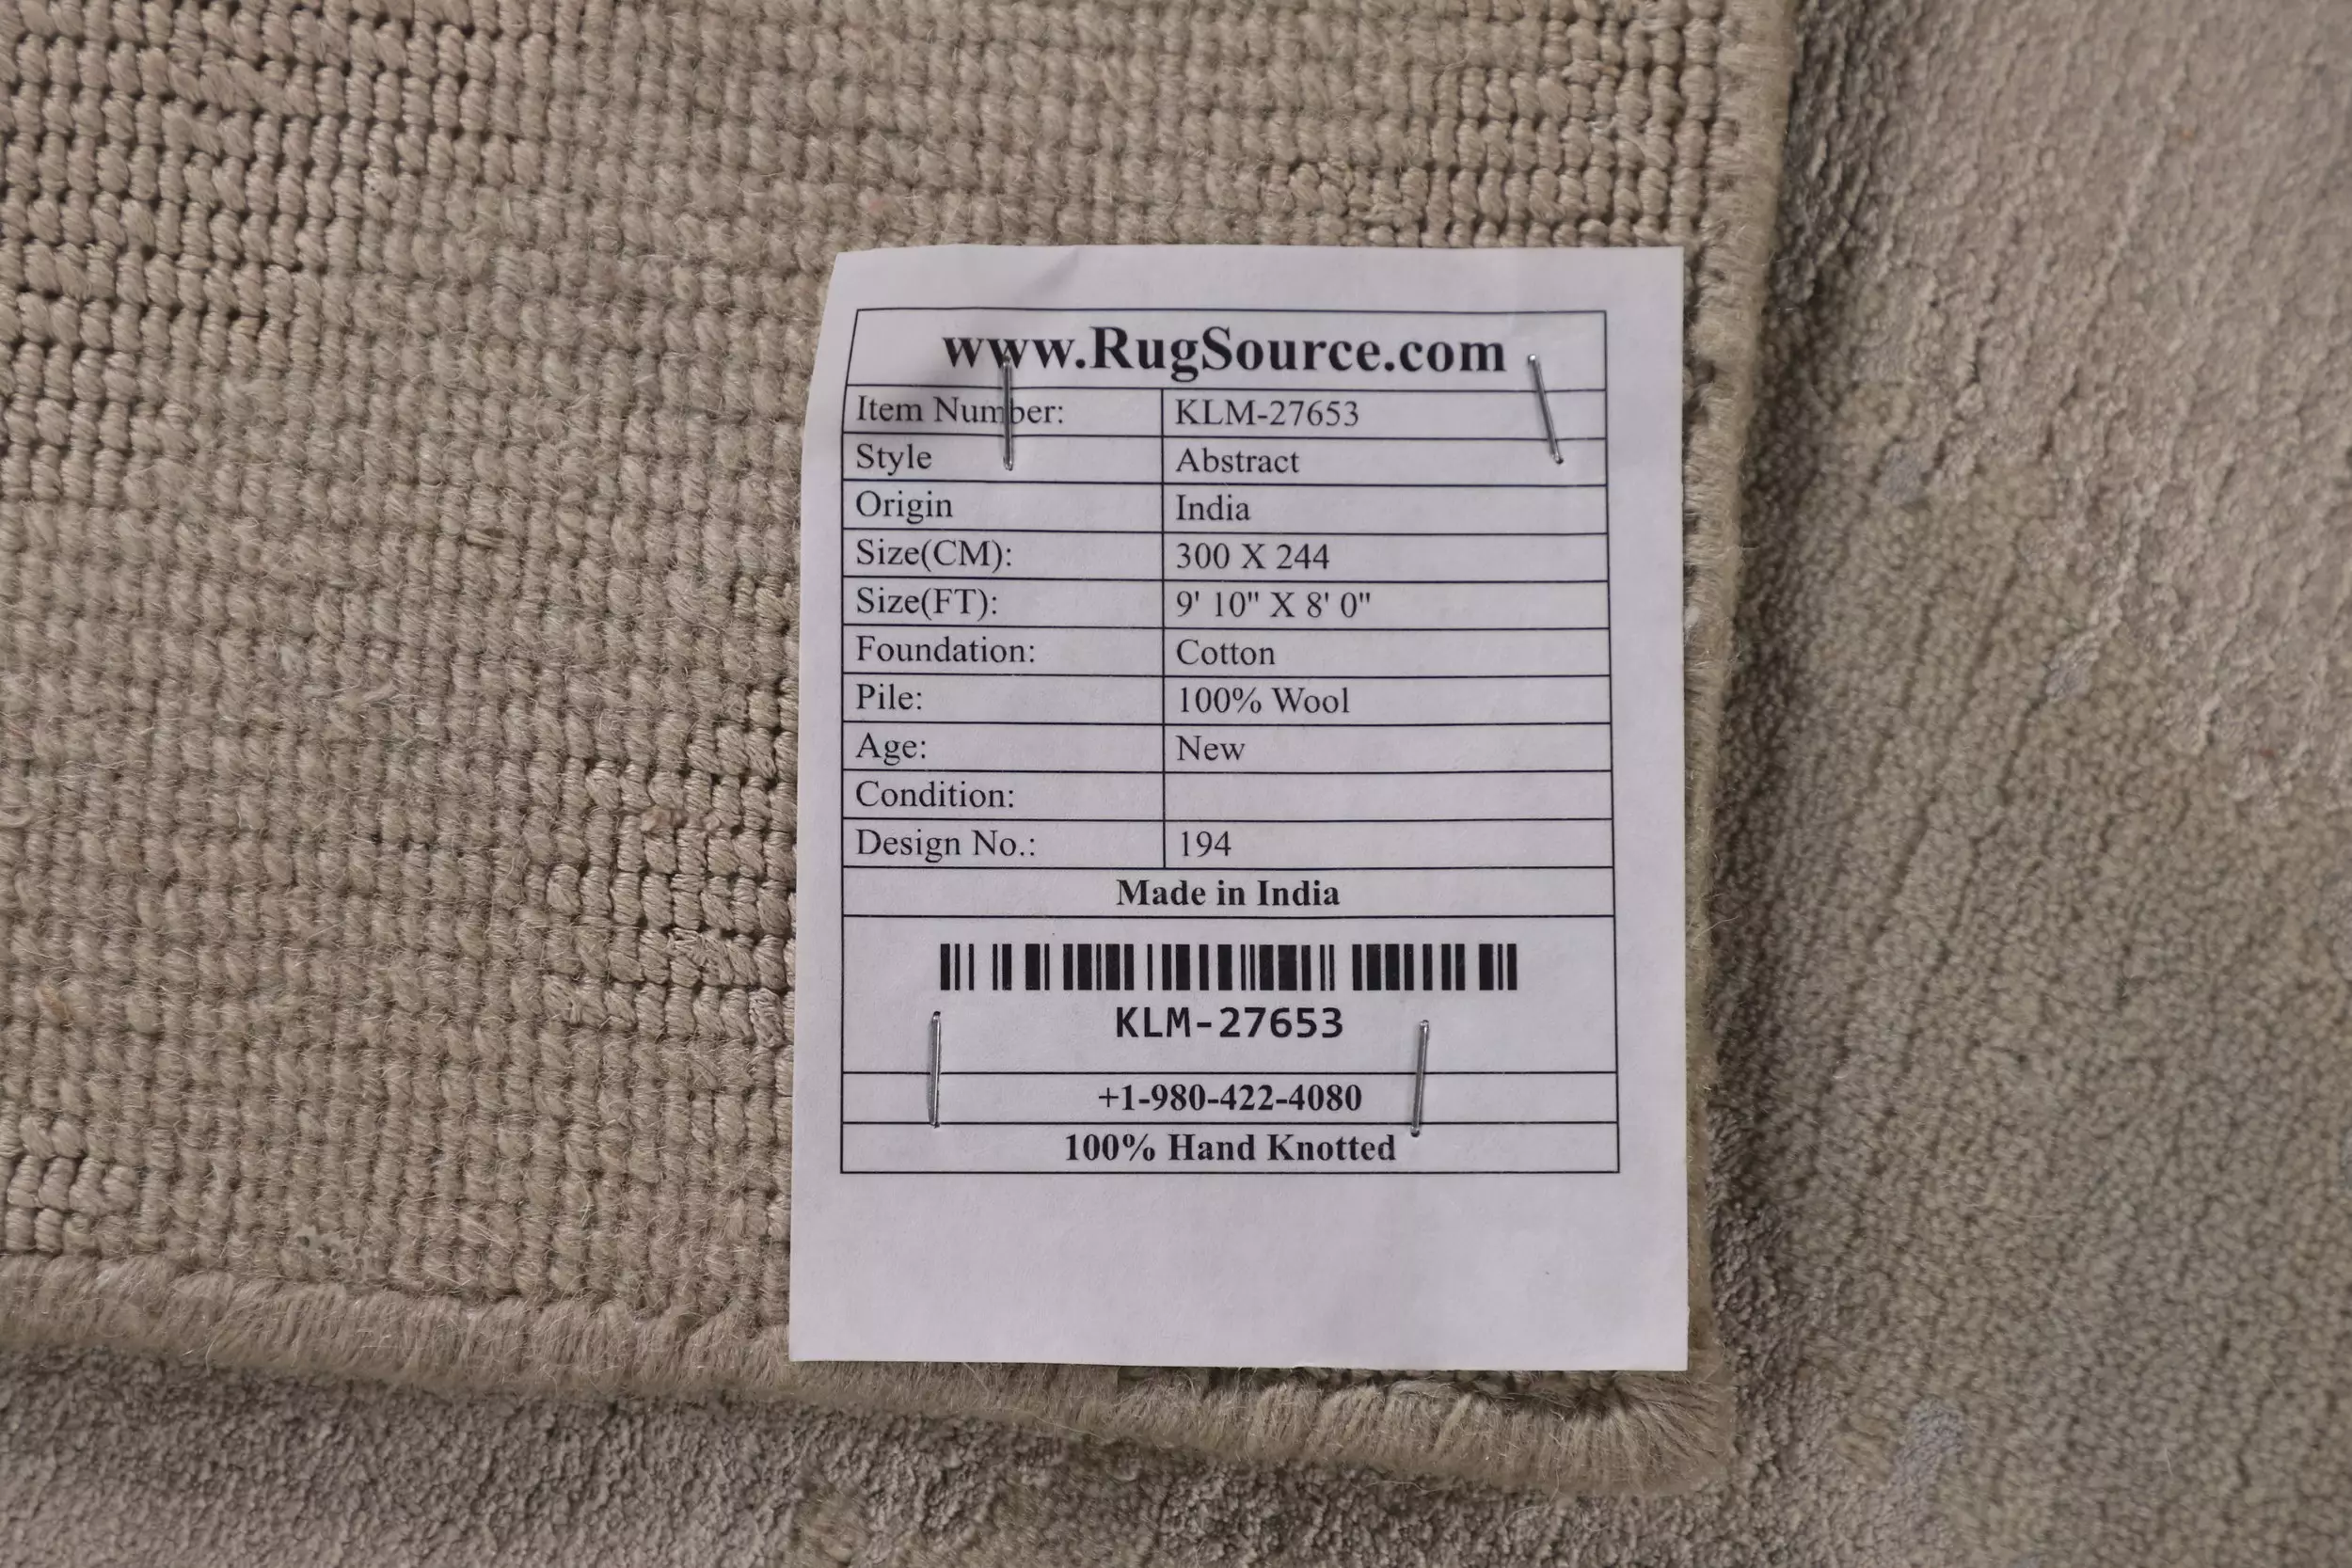 www.RugSource.com
Item Number: KLM-27653
Style Abstract
Origin India
Size(CM): 300 X 244
Size(FT): 9' 10" X 8' 0"
Foundation: Cotton
Pile: 100% Wool
Age: New
Condition:
Design No.: 194
Made in India
KLM-27653
+1-980-422-4080
100% Hand Knotted